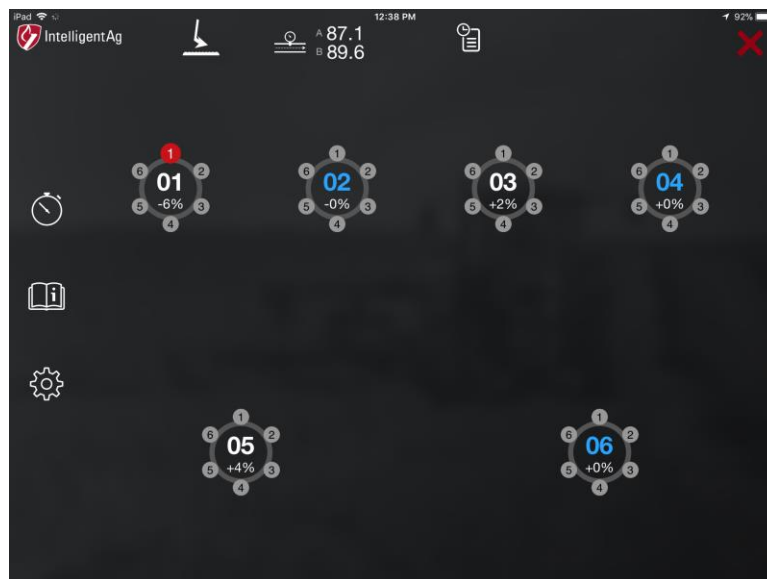 iPad 12:38 PM 92%
IntelligentAg A 87.1
B 89.6
1 1 1 1
6 2 6 2 6 2 6 2
01 02 03 04
-6% -0% +2% +0%
5 3 5 3 5 3 5 3
4 4 4 4
i
1 1
6 2 6 2
05 06
+4% +0%
5 3 5 3
4 4